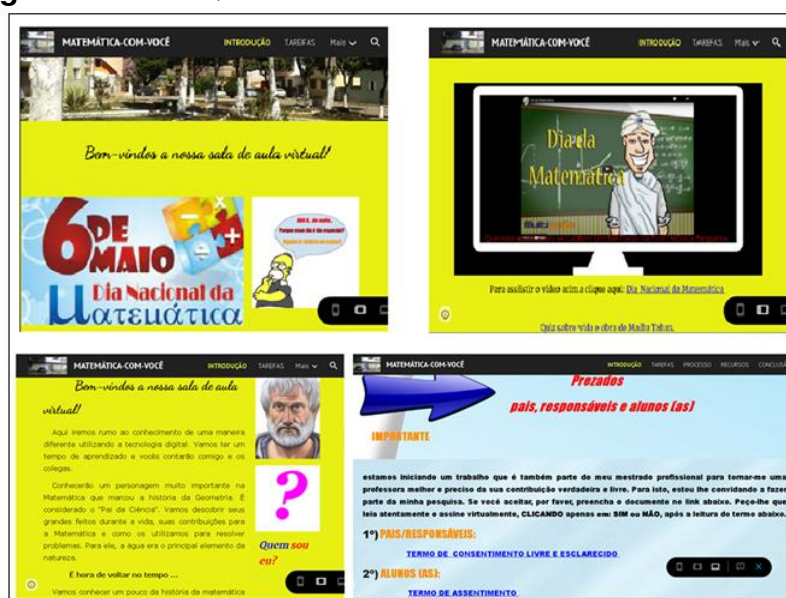 MATEMÁTICA-COM-VOCÊ
INTRODUÇÃO TAREFAS Mais
Bem-vindos a nossa sala de aula virtual!
6 DE
MAIO
Dia Nacional da
Matemática
MATEMÁTICA-COM-VOCÊ
INTRODUÇÃO TAREFAS Mais
Dia da
Matemática
Para assistir o vídeo acima clique aqui: Dia Nacional da Matemática
Quiz sobre vida e obra de Malba Tahan.
MATEMÁTICA-COM-VOCÊ
INTRODUÇÃO TAREFAS Mais
Bem-vindos a nossa sala de aula
virtual!
Aqui iremos rumo ao conhecimento de uma maneira
diferente utilizando a tecnologia digital. Vamos ter um
tempo de aprendizado e vocês contarão comigo e os
colegas.
Conhecerão um personagem muito importante na
Matemática que marcou a história da Geometria. É
considerado o "Pai da Ciência". Vamos descobrir seus
grandes feitos durante a vida, suas contribuições para
a Matemática e como os utilizamos para resolver
problemas. Para ele, a água era o principal elemento da
natureza.
É hora de voltar no tempo ...
Vamos conhecer um pouco da história da matemática
?
Quem sou
eu?
MATEMÁTICA-COM-VOCÊ
INTRODUÇÃO TAREFAS PROCESSO RECURSOS CONCLUSÃO
Prezados
pais, responsáveis e alunos (as)
IMPORTANTE
estamos iniciando um trabalho que é também parte do meu mestrado profissional para tornar-me uma
professora melhor e preciso da sua contribuição verdadeira e livre. Para isto, estou lhe convidando a fazer
parte da minha pesquisa. Se você aceitar, por favor, preencha o documento no link abaixo. Peço-lhe que
leia atentamente e assine virtualmente, CLICANDO apenas em: SIM ou NÃO, após a leitura do termo abaixo.
1º) PAIS/RESPONSÁVEIS:
TERMO DE CONSENTIMENTO LIVRE E ESCLARECIDO
2º) ALUNOS (AS):
TERMO DE ASSENTIMENTO